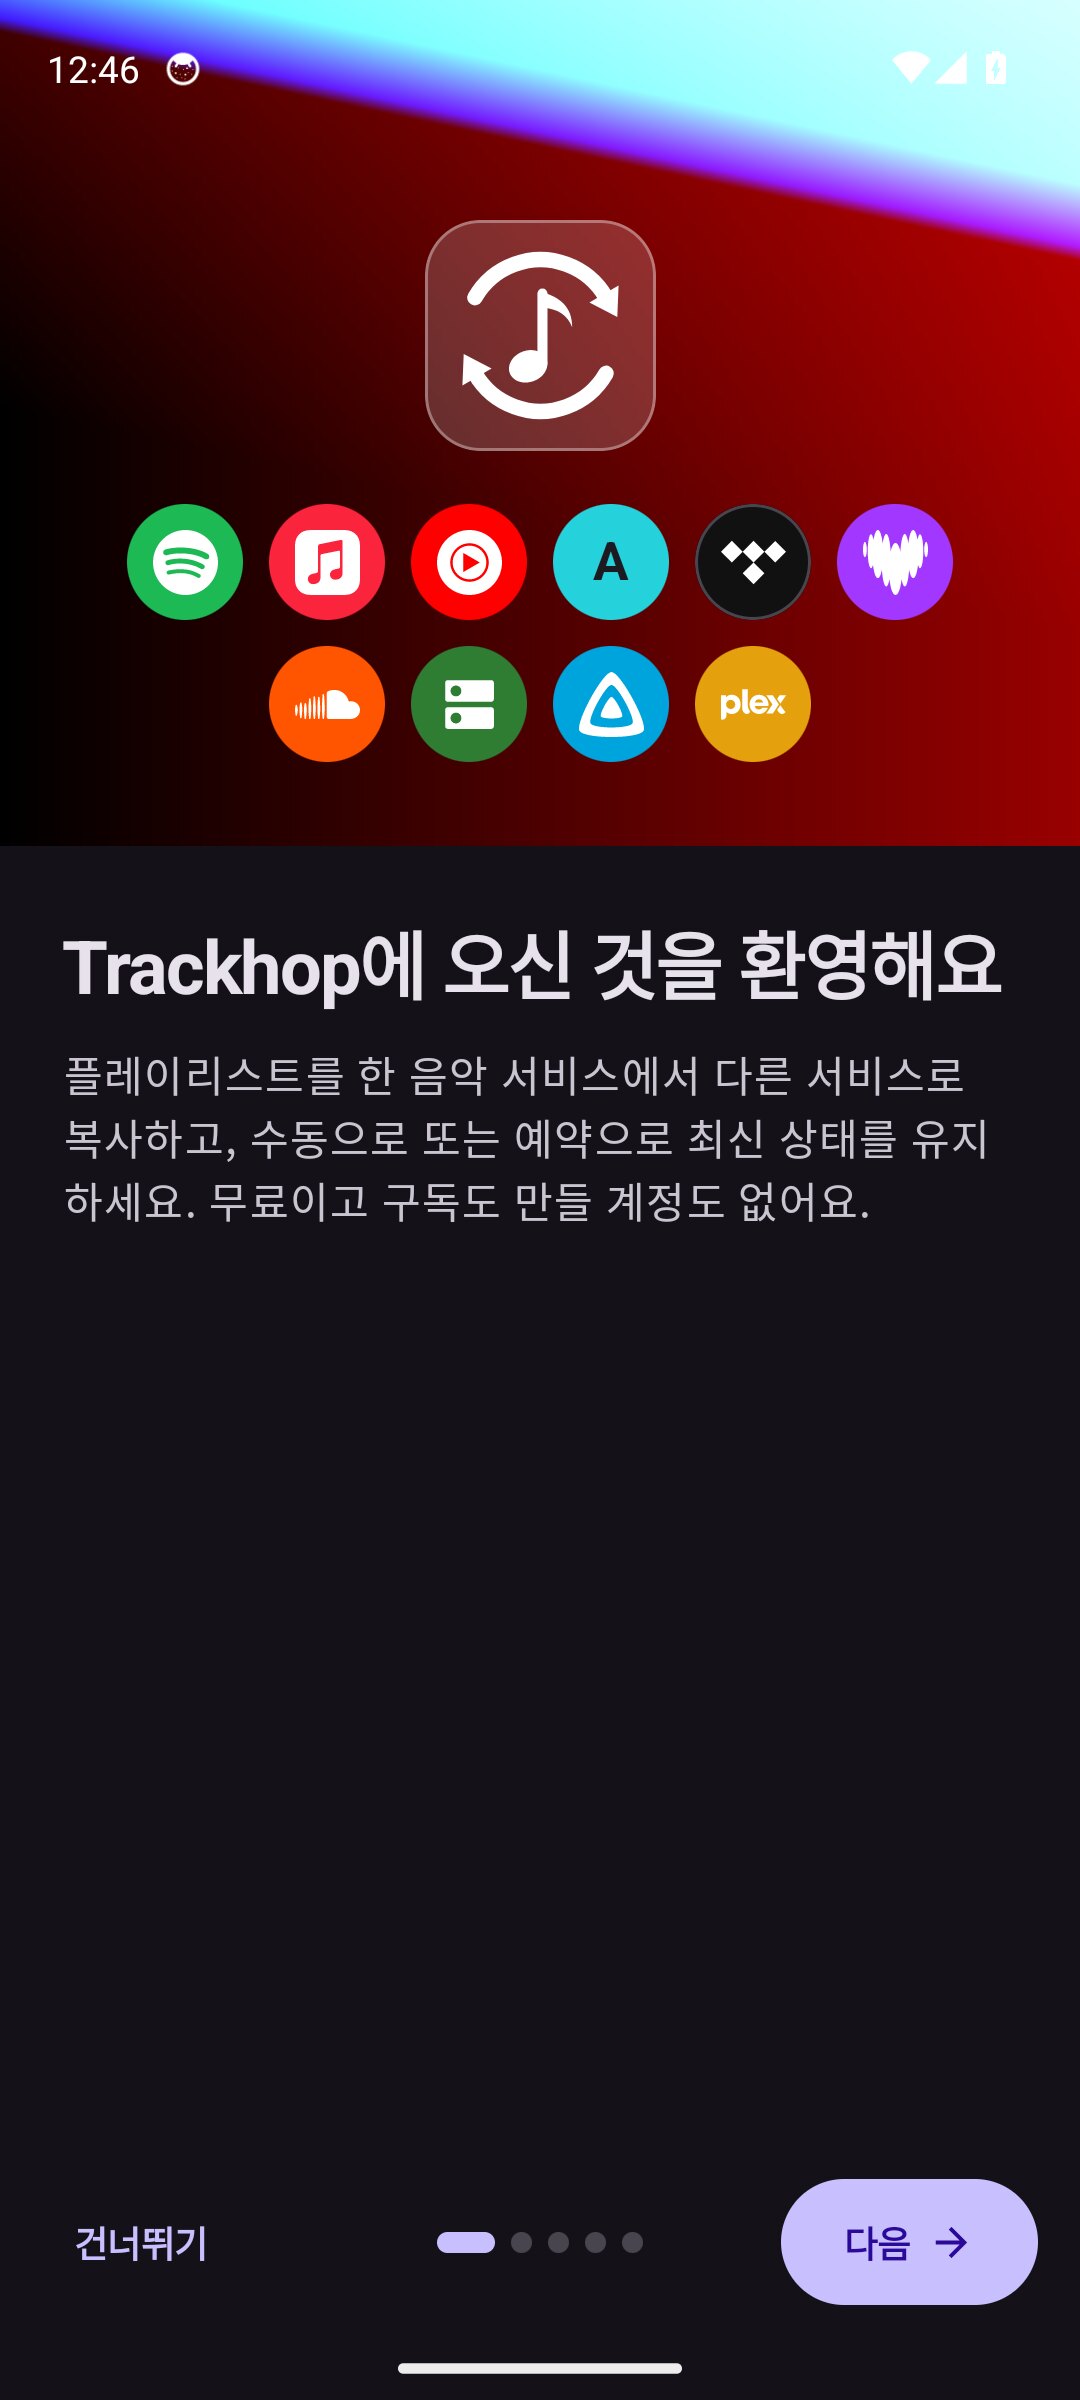 12:46
A
plex
Trackhop에 오신 것을 환영해요
플레이리스트를 한 음악 서비스에서 다른 서비스로
복사하고, 수동으로 또는 예약으로 최신 상태를 유지
하세요. 무료이고 구독도 만들 계정도 없어요.
건너뛰기
다음